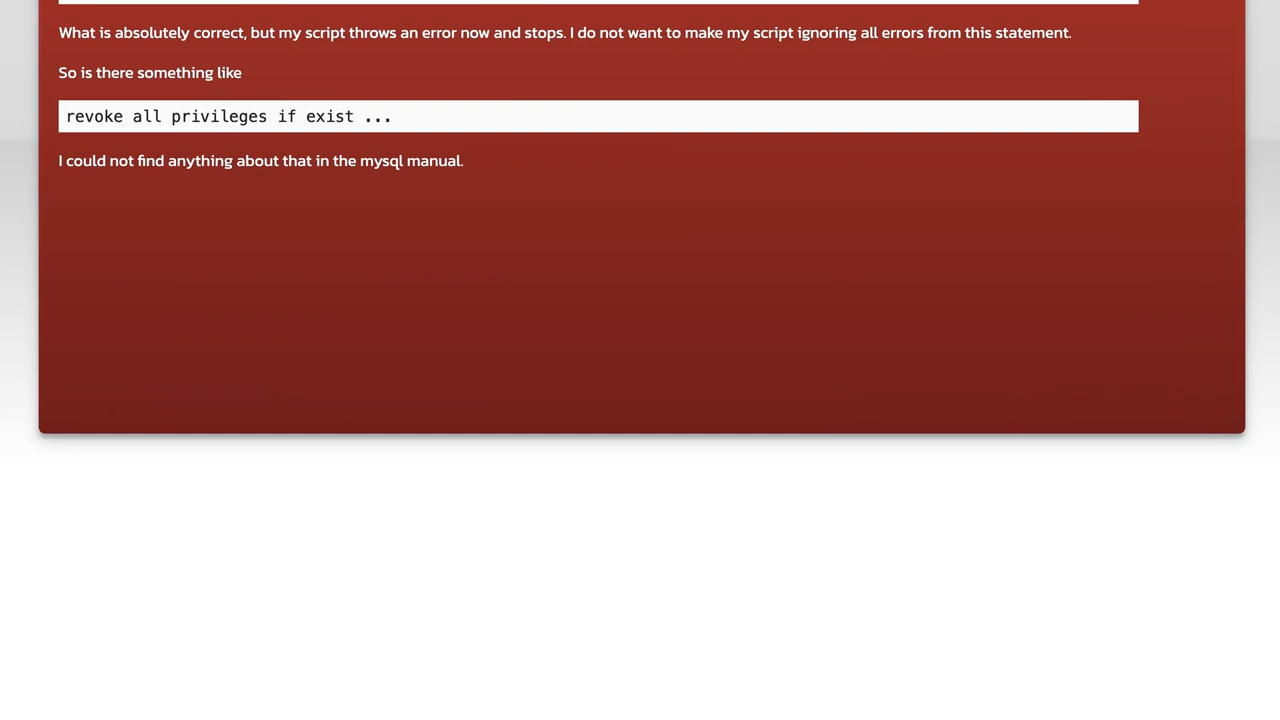 What is absolutely correct, but my script throws an error now and stops. I do not want to make my script ignoring all errors from this statement.
So is there something like
revoke all privileges if exist ...
I could not find anything about that in the mysql manual.